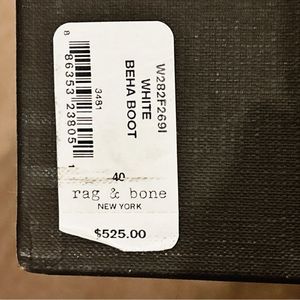 W282F269I
WHITE
BEHA BOOT
3481
8 86353 23805 1
40
rag & bone
NEW YORK
$525.00